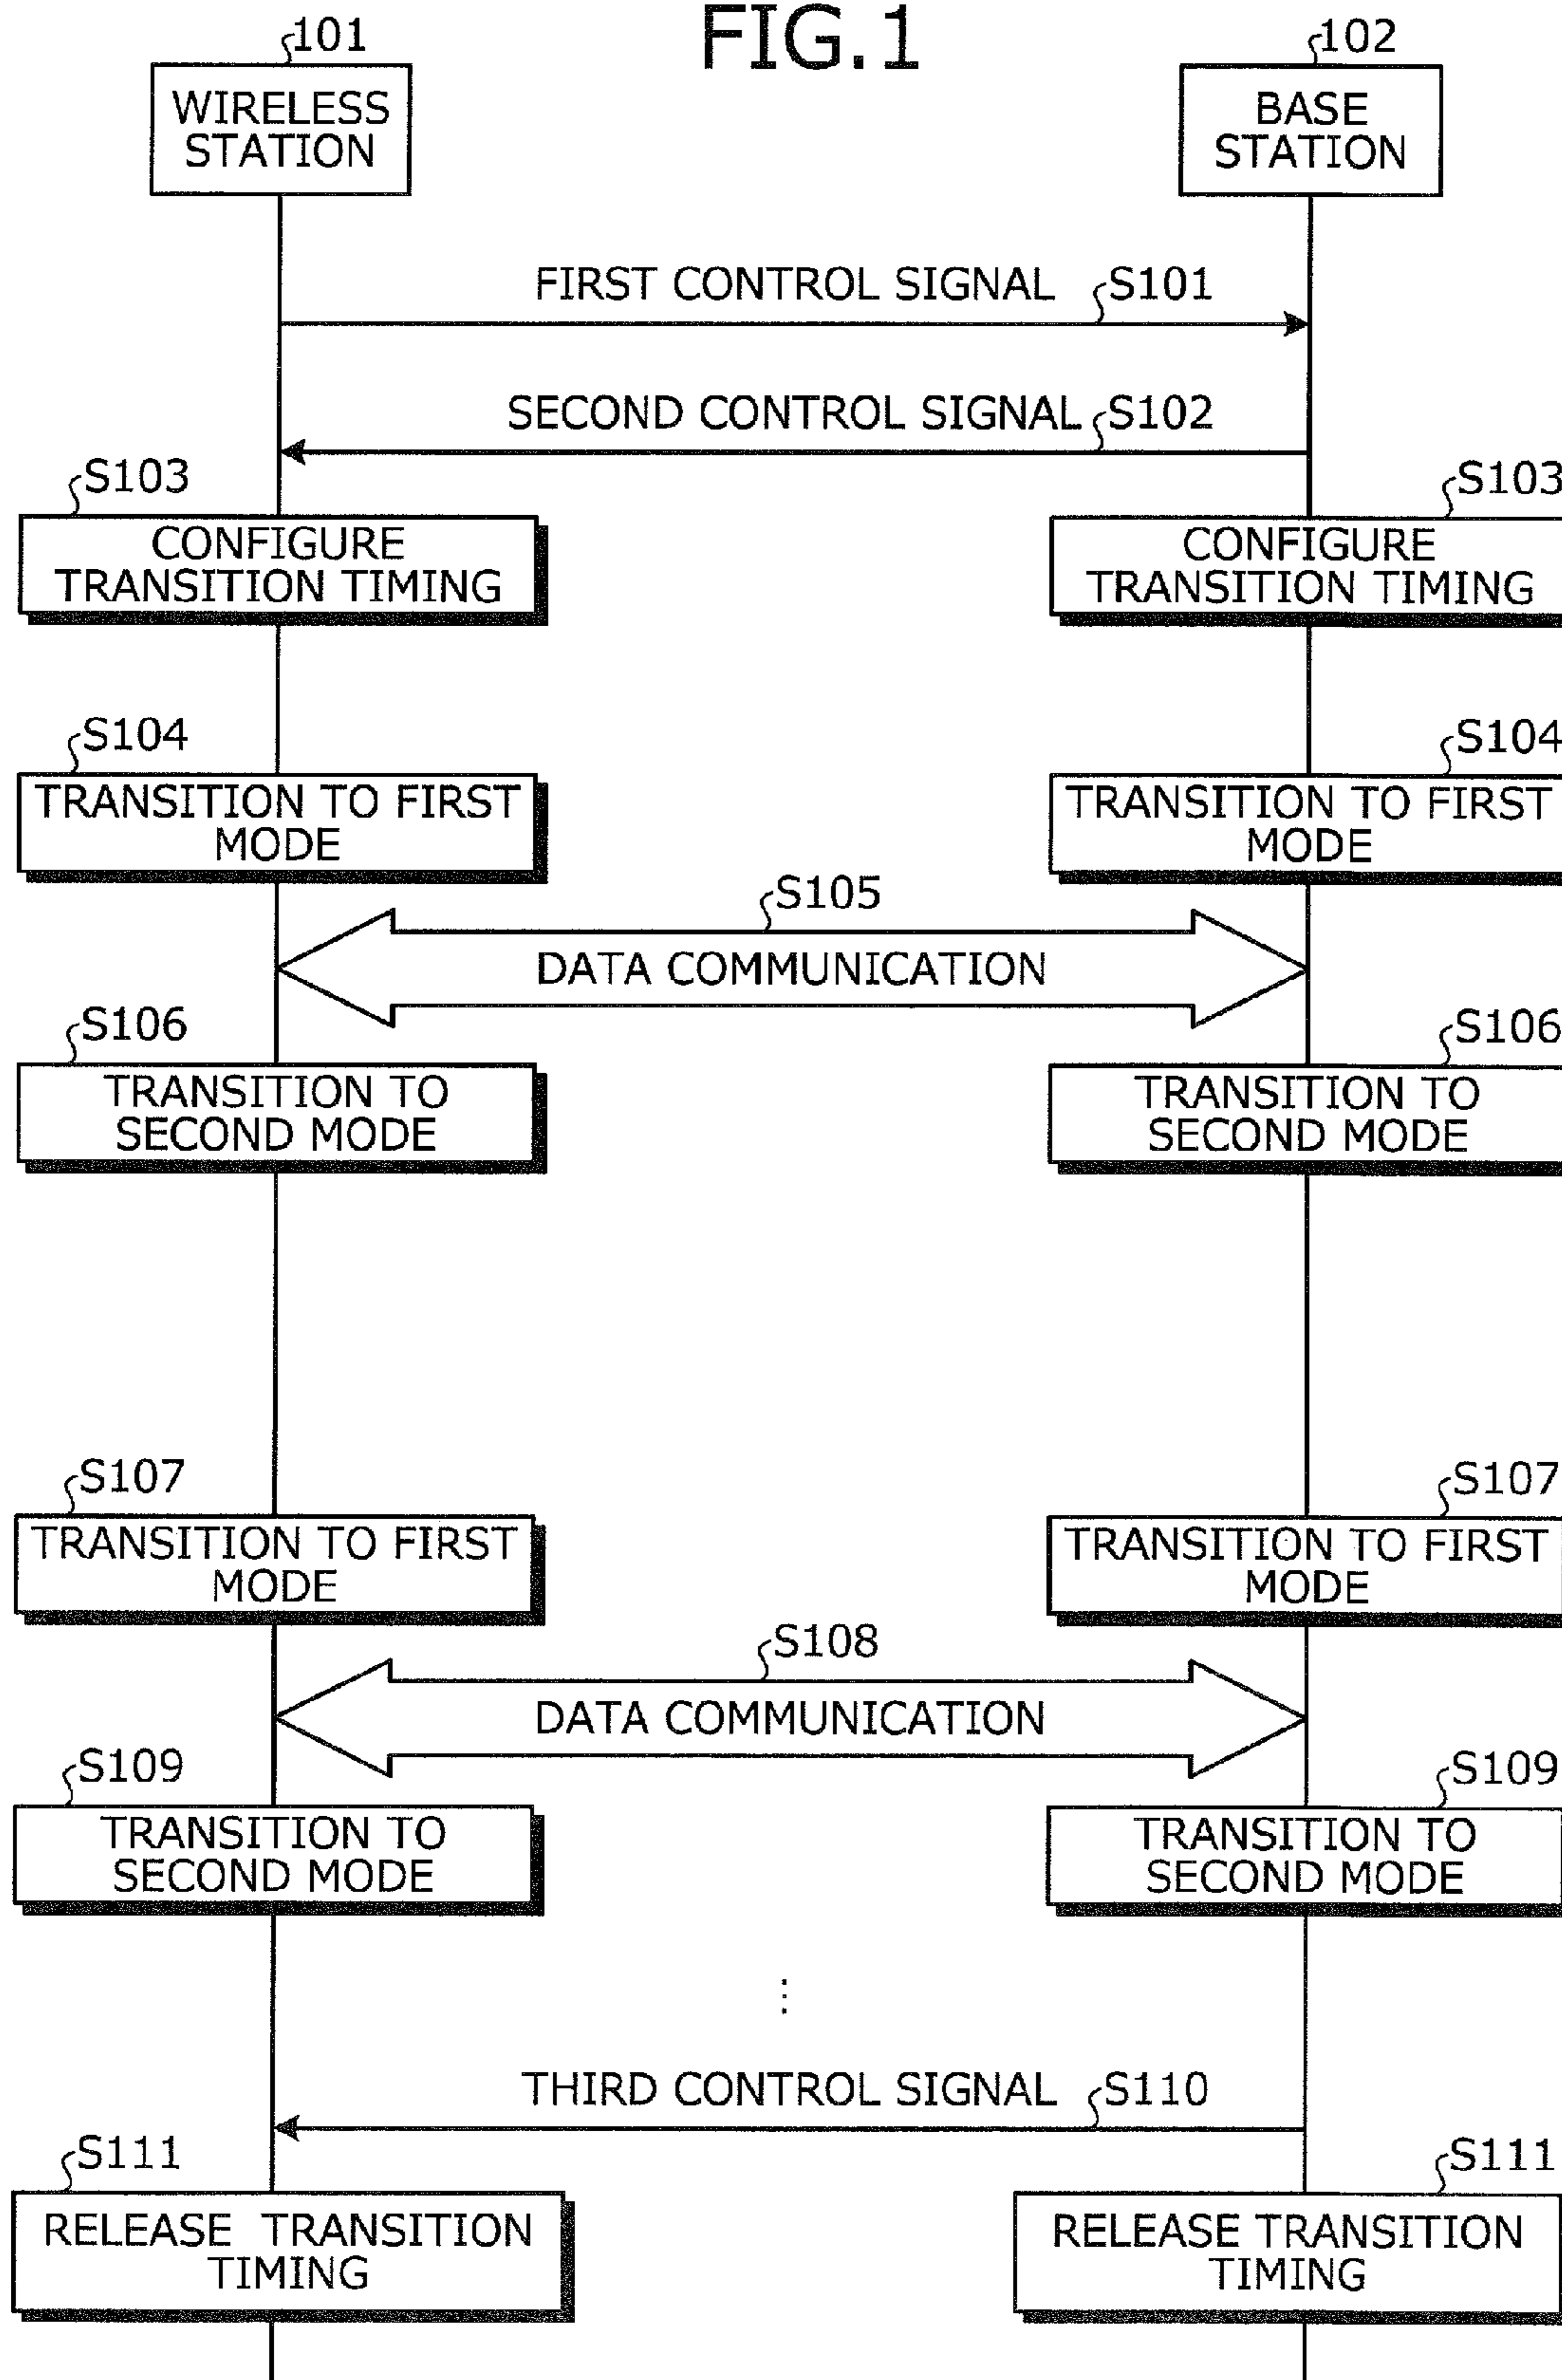 FIG.1
101
102
WIRELESS
STATION
BASE
STATION
FIRST CONTROL SIGNAL S101
SECOND CONTROL SIGNAL S102
S103
S103
CONFIGURE
TRANSITION TIMING
CONFIGURE
TRANSITION TIMING
S104
S104
TRANSITION TO FIRST
MODE
TRANSITION TO FIRST
MODE
S105
DATA COMMUNICATION
S106
S106
TRANSITION TO
SECOND MODE
TRANSITION TO
SECOND MODE
S107
S107
TRANSITION TO FIRST
MODE
TRANSITION TO FIRST
MODE
S108
DATA COMMUNICATION
S109
S109
TRANSITION TO
SECOND MODE
TRANSITION TO
SECOND MODE
⋮
THIRD CONTROL SIGNAL S110
S111
S111
RELEASE TRANSITION
TIMING
RELEASE TRANSITION
TIMING